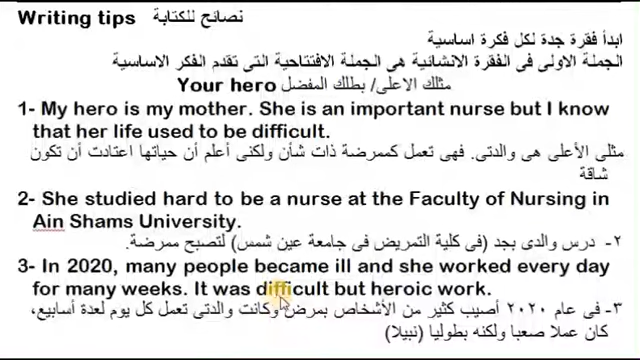 Writing tips نصائح للكتابة
ابدأ فقرة جدة لكل فكرة اساسية
الجملة الاولى فى الفقرة الانشائية هى الجملة الافتتاحية التى تقدم الفكر الاساسية
Your hero مثلك الاعلى/ بطلك المفضل
1- My hero is my mother. She is an important nurse but I know
that her life used to be difficult.
مثلى الأعلى هى والدتى. فهى تعمل كممرضة ذات شأن ولكنى أعلم أن حياتها اعتادت أن تكون
شاقة
2- She studied hard to be a nurse at the Faculty of Nursing in
Ain Shams University.
٢- درس والدى بجد (فى كلية التمريض فى جامعة عين شمس) لتصبح ممرضة.
3- In 2020, many people became ill and she worked every day
for many weeks. It was difficult but heroic work.
٣- فى عام ٢٠٢٠ أصيب كثير من الأشخاص بمرض وكانت والدتى تعمل كل يوم لعدة أسابيع،
كان عملا صعبا ولكنه بطوليا (نبيلا)